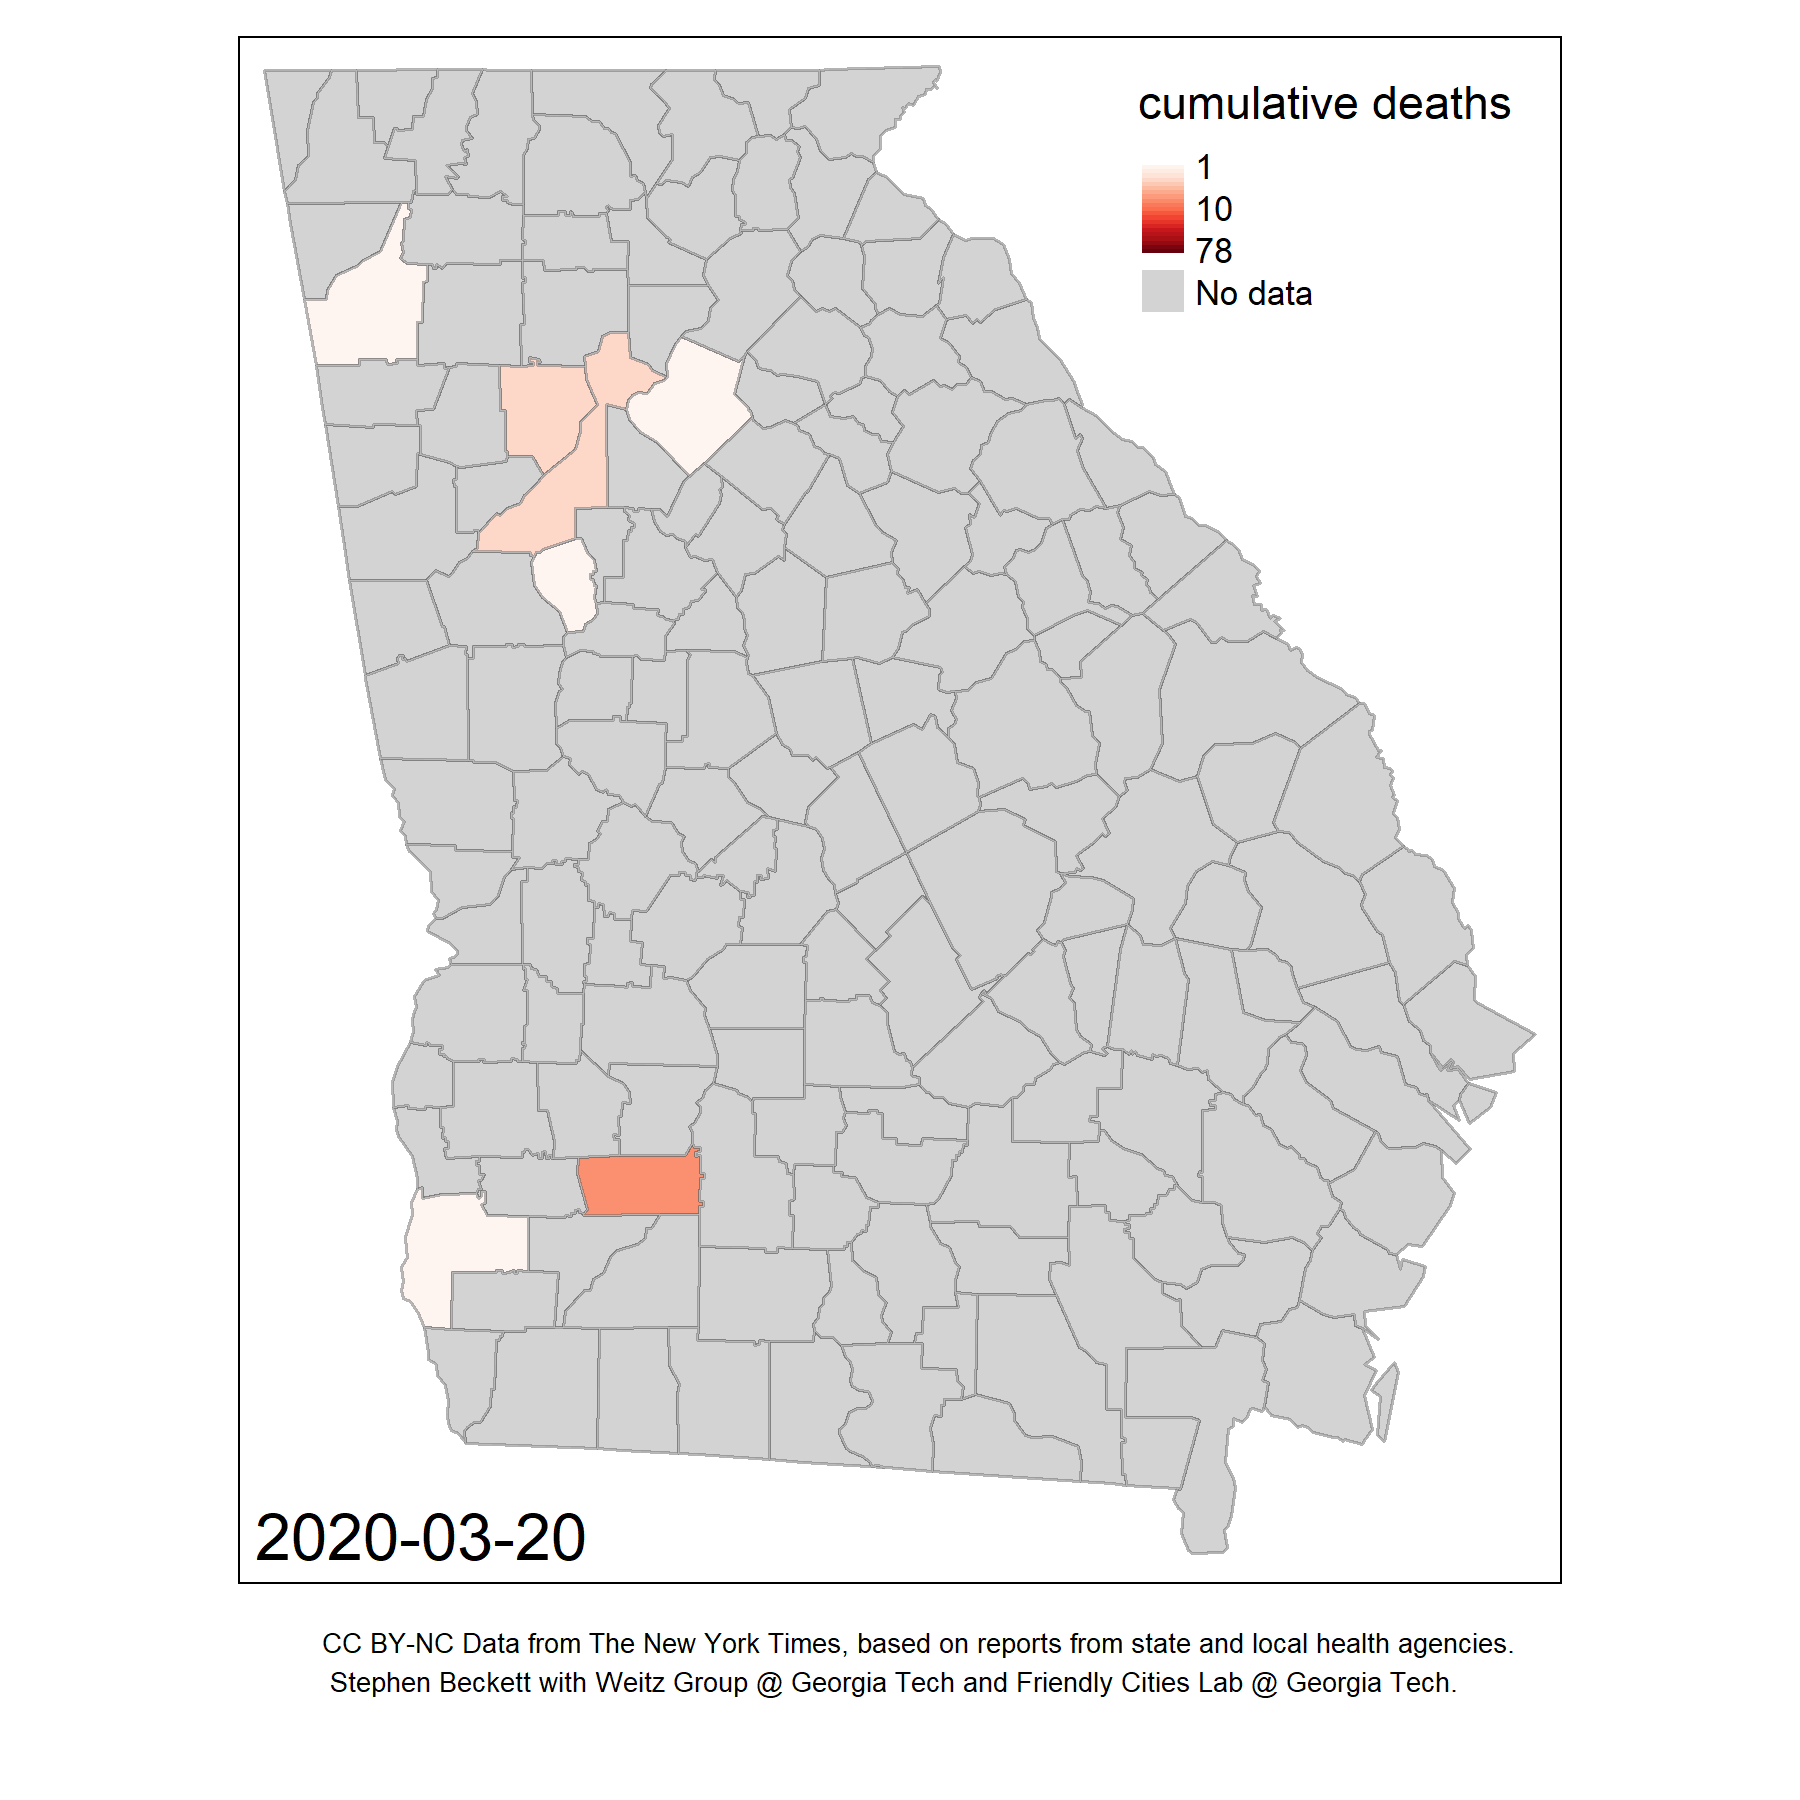 cumulative deaths
1
10
78
No data
2020-03-20
CC BY-NC Data from The New York Times, based on reports from state and local health agencies.
Stephen Beckett with Weitz Group @ Georgia Tech and Friendly Cities Lab @ Georgia Tech.